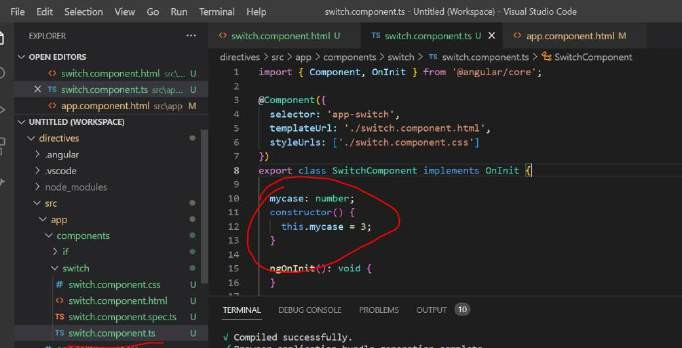 File Edit Selection View Go Run Terminal Help
switch.component.ts - Untitled (Workspace) - Visual Studio Code
EXPLORER
OPEN EDITORS
switch.component.html src\... U
TS switch.component.ts src\ap... U
app.component.html src\app M
UNTITLED (WORKSPACE)
directives
.angular
.vscode
node_modules
src
app
components
if
switch
# switch.component.css U
switch.component.html U
TS switch.component.spec.ts U
TS switch.component.ts U
switch.component.html U
TS switch.component.ts U
app.component.html M
directives > src > app > components > switch > TS switch.component.ts > SwitchComponent
1 import { Component, OnInit } from '@angular/core';
2
3 @Component({
4 selector: 'app-switch',
5 templateUrl: './switch.component.html',
6 styleUrls: ['./switch.component.css']
7 })
8 export class SwitchComponent implements OnInit {
9
10 mycase: number;
11 constructor() {
12 this.mycase = 3;
13 }
14
15 ngOnInit(): void {
16 }
TERMINAL DEBUG CONSOLE PROBLEMS OUTPUT 10
√ Compiled successfully.